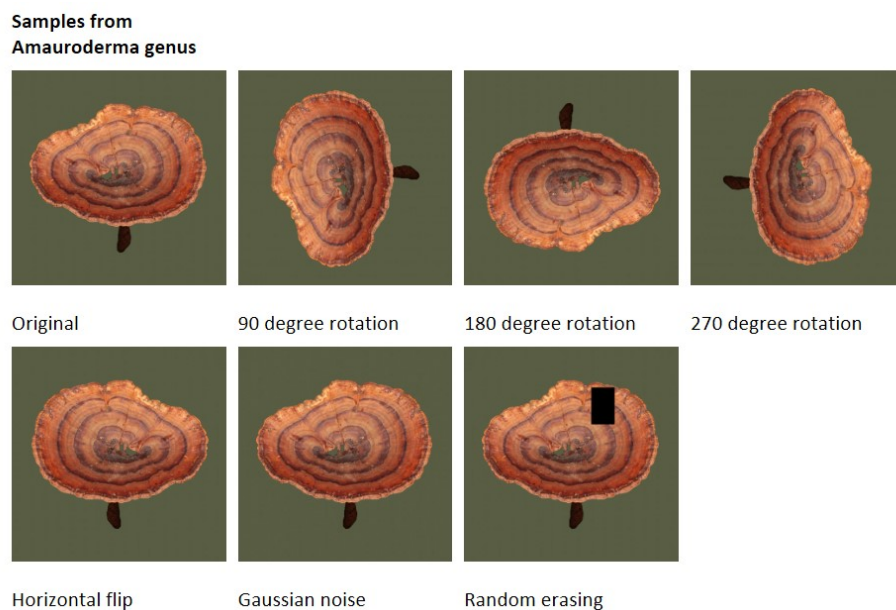 Samples from
Amauroderma genus
Original
90 degree rotation
180 degree rotation
270 degree rotation
Horizontal flip
Gaussian noise
Random erasing